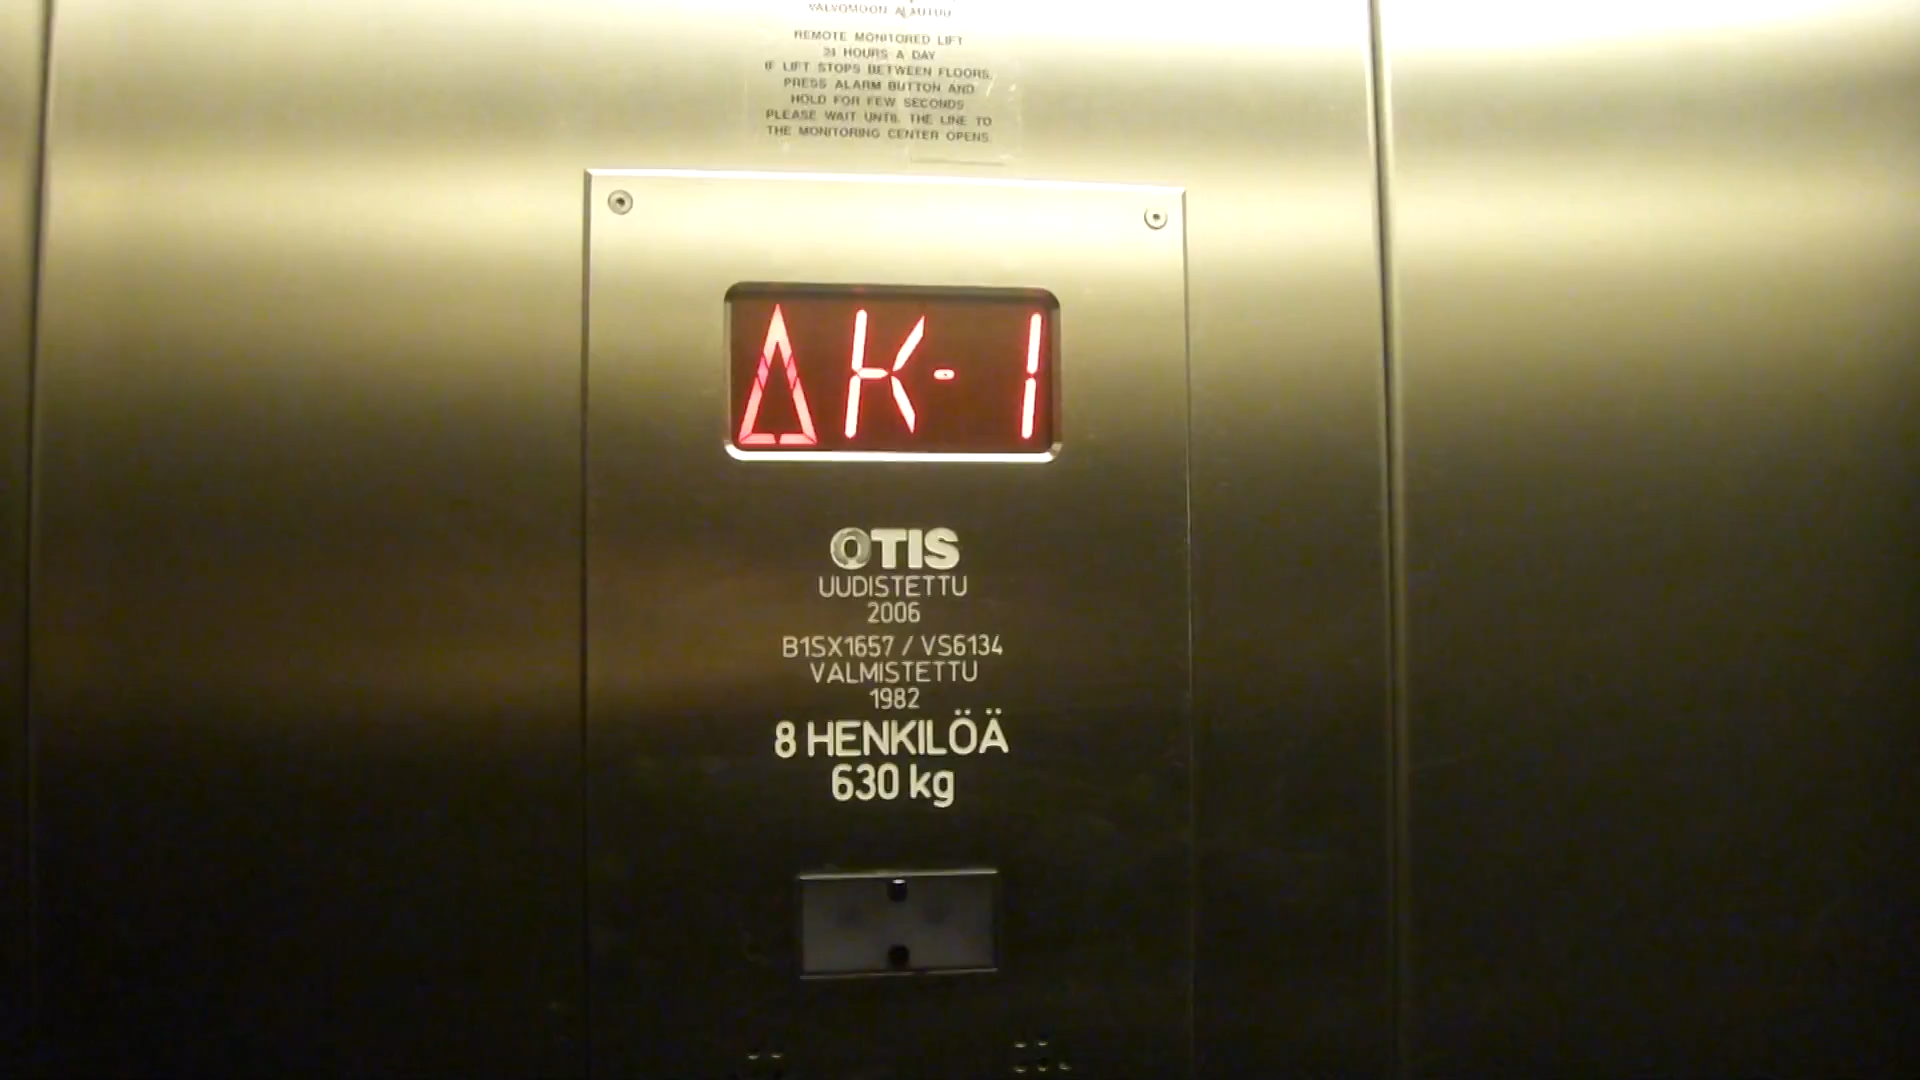 VALVOMOON AVAUTUU
REMOTE MONITORED LIFT
24 HOURS A DAY
IF LIFT STOPS BETWEEN FLOORS,
PRESS ALARM BUTTON AND
HOLD FOR FEW SECONDS
PLEASE WAIT UNTIL THE LINE TO
THE MONITORING CENTER OPENS.
K-1
OTIS
UUDISTETTU
2006
B1SX1657 / VS6134
VALMISTETTU
1982
8 HENKILÖÄ
630 kg